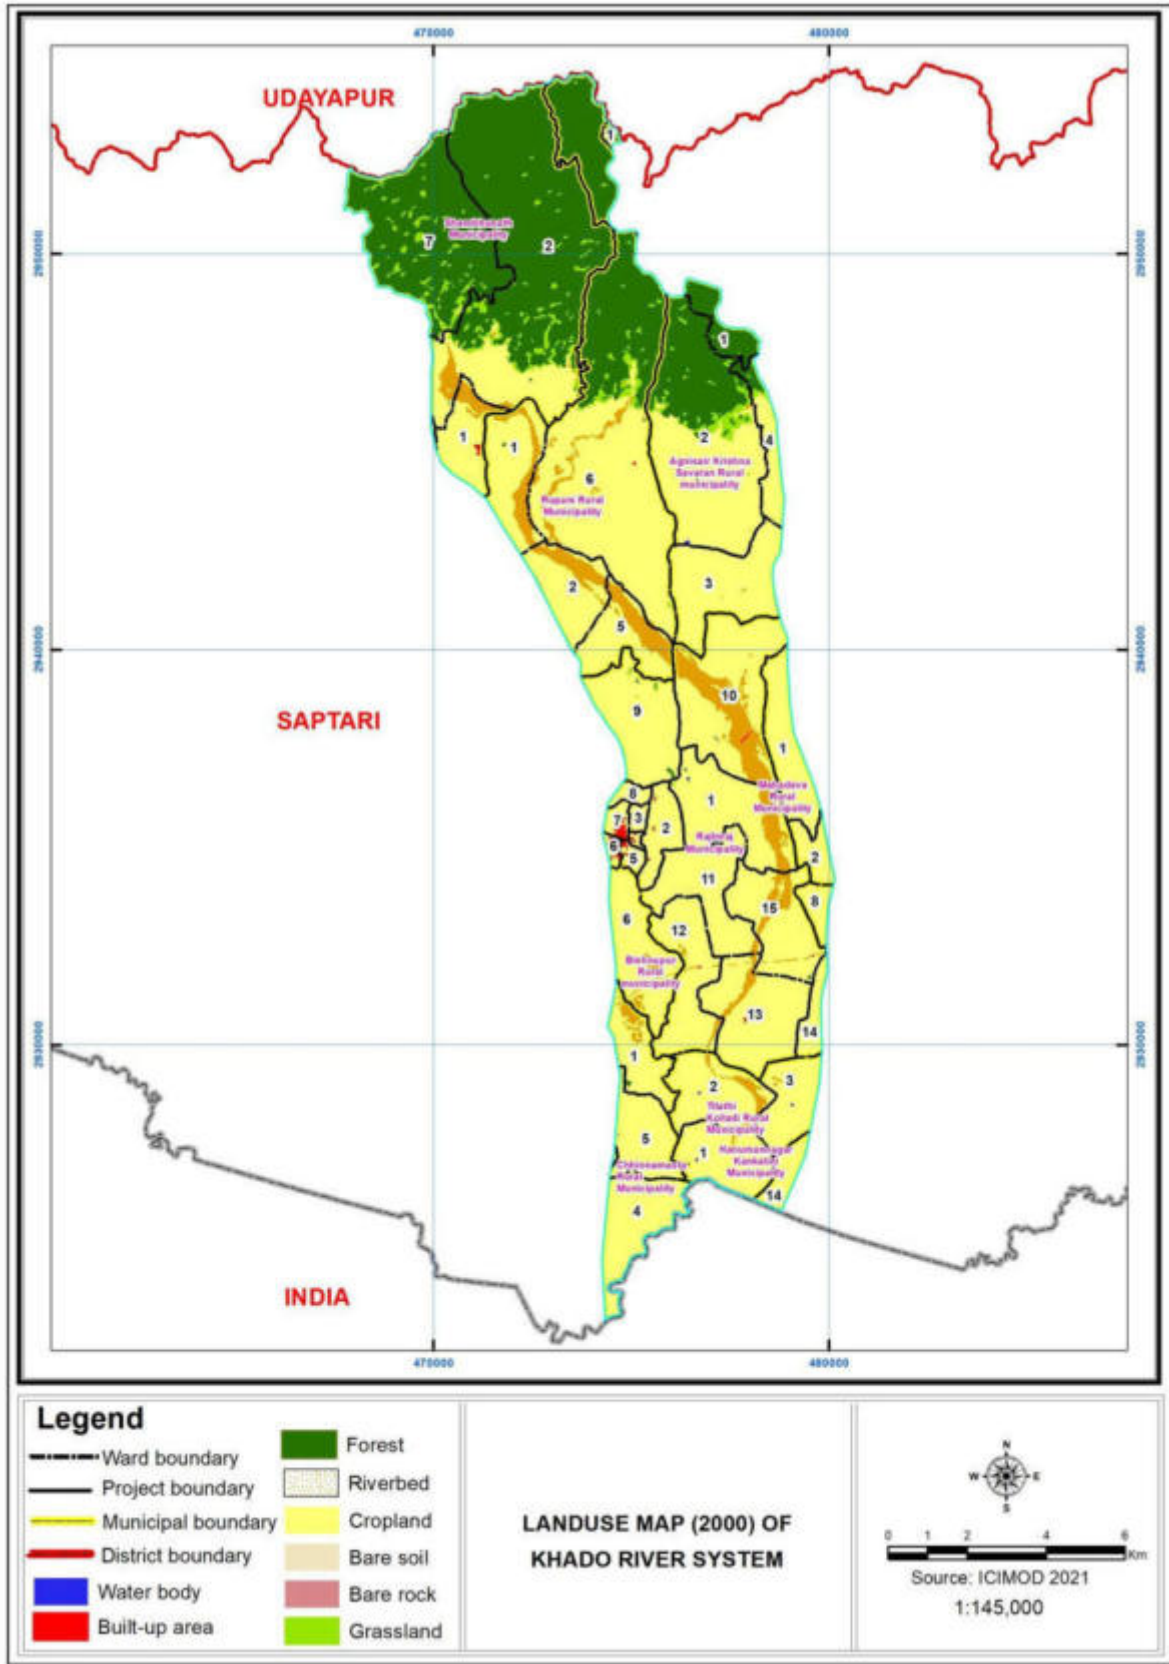 470000 480000
UDAYAPUR
1
Municipality
7 2
2950000 2950000
1
1 1 2 4
Agnisair Krishna
Savaran Rural
municipality
6
Rupani Rural
Municipality
2 3
5
2940000 2940000
10
9
SAPTARI
1
Mahadeva
Rural
Municipality
8
1
7 3 2
Rajbiraj
Municipality
6 5
2
11
8
15
6 12
Bishnupur
Rural
municipality
13
14
2930000 2930000
1
3
2
Tilathi
Koiladi Rural
Municipality
5
1
Hanumannagar
Kankalini
Municipality
Chhinnamasta
Rural
Municipality
14
4
INDIA
470000 480000
Legend
Ward boundary
Project boundary
Municipal boundary
District boundary
Water body
Built-up area
Forest
Riverbed
Cropland
Bare soil
Bare rock
Grassland
LANDUSE MAP (2000) OF
KHADO RIVER SYSTEM
N
W E
S
0 1 2 4 6
Km
Source: ICIMOD 2021
1:145,000